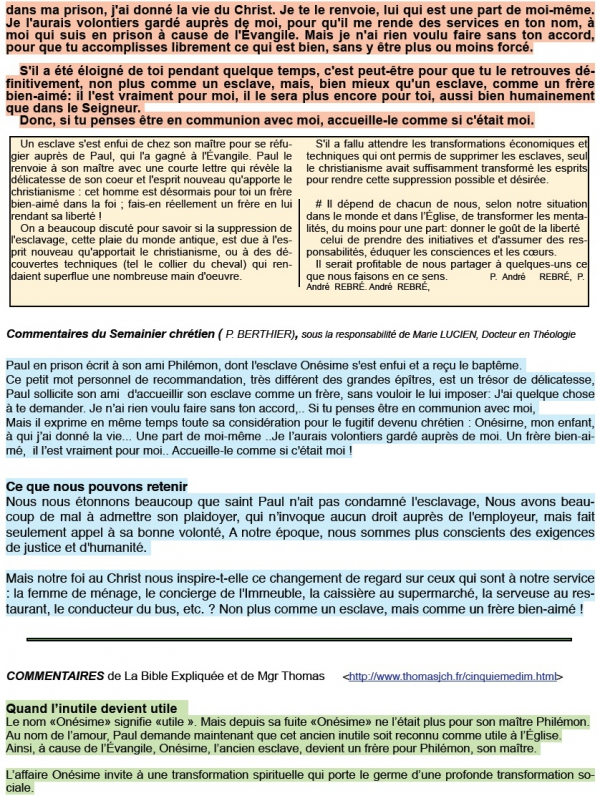 dans ma prison, j'ai donné la vie du Christ. Je te le renvoie, lui qui est une part de moi-même.
Je l'aurais volontiers gardé auprès de moi, pour qu'il me rende des services en ton nom, à
moi qui suis en prison à cause de l'Évangile. Mais je n'ai rien voulu faire sans ton accord,
pour que tu accomplisses librement ce qui est bien, sans y être plus ou moins forcé.
S'il a été éloigné de toi pendant quelque temps, c'est peut-être pour que tu le retrouves dé-
finitivement, non plus comme un esclave, mais, bien mieux qu'un esclave, comme un frère
bien-aimé: il l'est vraiment pour moi, il le sera plus encore pour toi, aussi bien humainement
que dans le Seigneur.
Donc, si tu penses être en communion avec moi, accueille-le comme si c'était moi.
Un esclave s'est enfui de chez son maître pour se réfu-
gier auprès de Paul, qui l'a gagné à l'Évangile. Paul le
renvoie à son maître avec une courte lettre qui révèle la
délicatesse de son coeur et l'esprit nouveau qu'apporte le
christianisme : cet homme est désormais pour toi un frère
bien-aimé dans la foi ; fais-en réellement un frère en lui
rendant sa liberté !
On a beaucoup discuté pour savoir si la suppression de
l'esclavage, cette plaie du monde antique, est due à l'es-
prit nouveau qu'apportait le christianisme, ou à des dé-
couvertes techniques (tel le collier du cheval) qui ren-
daient superflue une nombreuse main d'oeuvre.
S'il a fallu attendre les transformations économiques et
techniques qui ont permis de supprimer les esclaves, seul
le christianisme avait suffisamment transformé les esprits
pour rendre cette suppression possible et désirée.
# Il dépend de chacun de nous, selon notre situation
dans le monde et dans l'Église, de transformer les menta-
lités, du moins pour une part: donner le goût de la liberté
celui de prendre des initiatives et d'assumer des res-
ponsabilités, éduquer les consciences et les cœurs.
Il serait profitable de nous partager à quelques-uns ce
que nous faisons en ce sens. P. André REBRÉ, P.
André REBRÉ. André REBRÉ,
Commentaires du Semainier chrétien ( P. BERTHIER), sous la responsabilité de Marie LUCIEN, Docteur en Théologie
Paul en prison écrit à son ami Philémon, dont l'esclave Onésime s'est enfui et a reçu le baptême.
Ce petit mot personnel de recommandation, très différent des grandes épîtres, est un trésor de délicatesse,
Paul sollicite son ami d'accueillir son esclave comme un frère, sans vouloir le lui imposer: J'ai quelque chose
à te demander. Je n'ai rien voulu faire sans ton accord,.. Si tu penses être en communion avec moi,
Mais il exprime en même temps toute sa considération pour le fugitif devenu chrétien : Onésirne, mon enfant,
à qui j'ai donné la vie... Une part de moi-même ..Je l'aurais volontiers gardé auprès de moi. Un frère bien-ai-
mé, il l'est vraiment pour moi.. Accueille-le comme si c'était moi !
Ce que nous pouvons retenir
Nous nous étonnons beaucoup que saint Paul n'ait pas condamné l'esclavage, Nous avons beau-
coup de mal à admettre son plaidoyer, qui n'invoque aucun droit auprès de l'employeur, mais fait
seulement appel à sa bonne volonté, A notre époque, nous sommes plus conscients des exigences
de justice et d'humanité.
Mais notre foi au Christ nous inspire-t-elle ce changement de regard sur ceux qui sont à notre service
: la femme de ménage, le concierge de l'Immeuble, la caissière au supermarché, la serveuse au res-
taurant, le conducteur du bus, etc. ? Non plus comme un esclave, mais comme un frère bien-aimé !
COMMENTAIRES de La Bible Expliquée et de Mgr Thomas <http://www.thomasjch.fr/cinquiemedim.html>
Quand l'inutile devient utile
Le nom «Onésime» signifie «utile ». Mais depuis sa fuite «Onésime» ne l'était plus pour son maître Philémon.
Au nom de l'amour, Paul demande maintenant que cet ancien inutile soit reconnu comme utile à l'Église.
Ainsi, à cause de l'Évangile, Onésime, l'ancien esclave, devient un frère pour Philémon, son maître.
L'affaire Onésime invite à une transformation spirituelle qui porte le germe d'une profonde transformation so-
ciale.